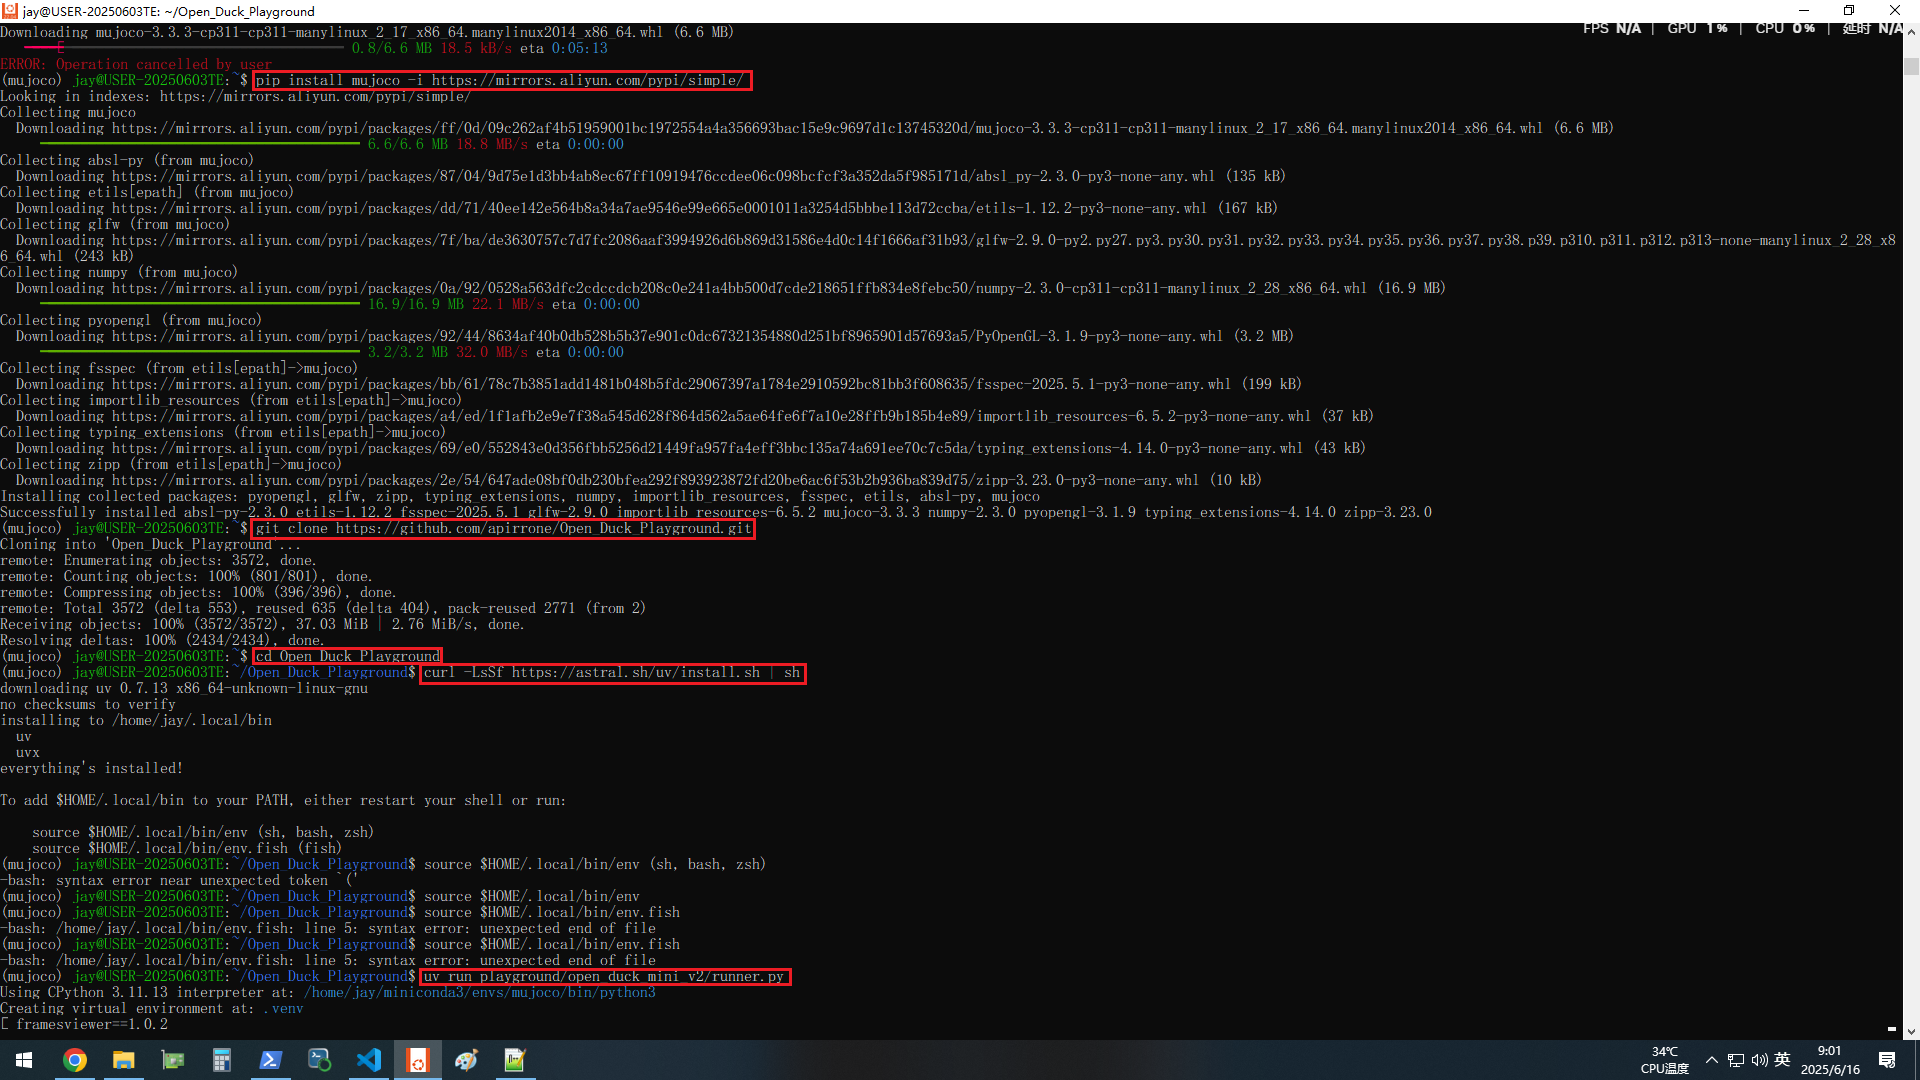 jay@USER-20250603TE: ~/Open_Duck_Playground
FPS N/A | GPU 1% | CPU 0% | 延时 N/A
Downloading mujoco-3.3.3-cp311-cp311-manylinux_2_17_x86_64.manylinux2014_x86_64.whl (6.6 MB)
0.8/6.6 MB 18.5 kB/s eta 0:05:13
ERROR: Operation cancelled by user
(mujoco) jay@USER-20250603TE:~$ pip install mujoco -i https://mirrors.aliyun.com/pypi/simple/
Looking in indexes: https://mirrors.aliyun.com/pypi/simple/
Collecting mujoco
Downloading https://mirrors.aliyun.com/pypi/packages/ff/0d/09c262af4b51959001bc1972554a4a356693bac15e9c9697d1c13745320d/mujoco-3.3.3-cp311-cp311-manylinux_2_17_x86_64.manylinux2014_x86_64.whl (6.6 MB)
6.6/6.6 MB 18.8 MB/s eta 0:00:00
Collecting absl-py (from mujoco)
Downloading https://mirrors.aliyun.com/pypi/packages/87/04/9d75e1d3bb4ab8ec67ff10919476ccdee06c098bcfcf3a352da5f985171d/absl_py-2.3.0-py3-none-any.whl (135 kB)
Collecting etils[epath] (from mujoco)
Downloading https://mirrors.aliyun.com/pypi/packages/dd/71/40ee142e564b8a34a7ae9546e99e665e0001011a3254d5bbbe113d72ccba/etils-1.12.2-py3-none-any.whl (167 kB)
Collecting glfw (from mujoco)
Downloading https://mirrors.aliyun.com/pypi/packages/7f/ba/de3630757c7d7fc2086aaf3994926d6b869d31586e4d0c14f1666af31b93/glfw-2.9.0-py2.py27.py3.py30.py31.py32.py33.py34.py35.py36.py37.py38.p39.p310.p311.p312.p313-none-manylinux_2_28_x8
6_64.whl (243 kB)
Collecting numpy (from mujoco)
Downloading https://mirrors.aliyun.com/pypi/packages/0a/92/0528a563dfc2cdccdcb208c0e241a4bb500d7cde218651ffb834e8febc50/numpy-2.3.0-cp311-cp311-manylinux_2_28_x86_64.whl (16.9 MB)
16.9/16.9 MB 22.1 MB/s eta 0:00:00
Collecting pyopengl (from mujoco)
Downloading https://mirrors.aliyun.com/pypi/packages/92/44/8634af40b0db528b5b37e901c0dc67321354880d251bf8965901d57693a5/PyOpenGL-3.1.9-py3-none-any.whl (3.2 MB)
3.2/3.2 MB 32.0 MB/s eta 0:00:00
Collecting fsspec (from etils[epath]->mujoco)
Downloading https://mirrors.aliyun.com/pypi/packages/bb/61/78c7b3851add1481b048b5fdc29067397a1784e2910592bc81bb3f608635/fsspec-2025.5.1-py3-none-any.whl (199 kB)
Collecting importlib_resources (from etils[epath]->mujoco)
Downloading https://mirrors.aliyun.com/pypi/packages/a4/ed/1f1afb2e9e7f38a545d628f864d562a5ae64fe6f7a10e28ffb9b185b4e89/importlib_resources-6.5.2-py3-none-any.whl (37 kB)
Collecting typing_extensions (from etils[epath]->mujoco)
Downloading https://mirrors.aliyun.com/pypi/packages/69/e0/552843e0d356fbb5256d21449fa957fa4eff3bbc135a74a691ee70c7c5da/typing_extensions-4.14.0-py3-none-any.whl (43 kB)
Collecting zipp (from etils[epath]->mujoco)
Downloading https://mirrors.aliyun.com/pypi/packages/2e/54/647ade08bf0db230bfea292f893923872fd20be6ac6f53b2b936ba839d75/zipp-3.23.0-py3-none-any.whl (10 kB)
Installing collected packages: pyopengl, glfw, zipp, typing_extensions, numpy, importlib_resources, fsspec, etils, absl-py, mujoco
Successfully installed absl-py-2.3.0 etils-1.12.2 fsspec-2025.5.1 glfw-2.9.0 importlib_resources-6.5.2 mujoco-3.3.3 numpy-2.3.0 pyopengl-3.1.9 typing_extensions-4.14.0 zipp-3.23.0
(mujoco) jay@USER-20250603TE:~$ git clone https://github.com/apirrone/Open_Duck_Playground.git
Cloning into 'Open_Duck_Playground'...
remote: Enumerating objects: 3572, done.
remote: Counting objects: 100% (801/801), done.
remote: Compressing objects: 100% (396/396), done.
remote: Total 3572 (delta 553), reused 635 (delta 404), pack-reused 2771 (from 2)
Receiving objects: 100% (3572/3572), 37.03 MiB | 2.76 MiB/s, done.
Resolving deltas: 100% (2434/2434), done.
(mujoco) jay@USER-20250603TE:~$ cd Open_Duck_Playground
(mujoco) jay@USER-20250603TE:~/Open_Duck_Playground$ curl -LsSf https://astral.sh/uv/install.sh | sh
downloading uv 0.7.13 x86_64-unknown-linux-gnu
no checksums to verify
installing to /home/jay/.local/bin
uv
uvx
everything's installed!
To add $HOME/.local/bin to your PATH, either restart your shell or run:
source $HOME/.local/bin/env (sh, bash, zsh)
source $HOME/.local/bin/env.fish (fish)
(mujoco) jay@USER-20250603TE:~/Open_Duck_Playground$ source $HOME/.local/bin/env (sh, bash, zsh)
-bash: syntax error near unexpected token `('
(mujoco) jay@USER-20250603TE:~/Open_Duck_Playground$ source $HOME/.local/bin/env
(mujoco) jay@USER-20250603TE:~/Open_Duck_Playground$ source $HOME/.local/bin/env.fish
-bash: /home/jay/.local/bin/env.fish: line 5: syntax error: unexpected end of file
(mujoco) jay@USER-20250603TE:~/Open_Duck_Playground$ source $HOME/.local/bin/env.fish
-bash: /home/jay/.local/bin/env.fish: line 5: syntax error: unexpected end of file
(mujoco) jay@USER-20250603TE:~/Open_Duck_Playground$ uv run playground/open_duck_mini_v2/runner.py
Using CPython 3.11.13 interpreter at: /home/jay/miniconda3/envs/mujoco/bin/python3
Creating virtual environment at: .venv
[ framesviewer==1.0.2
34℃
CPU温度
英
9:01
2025/6/16